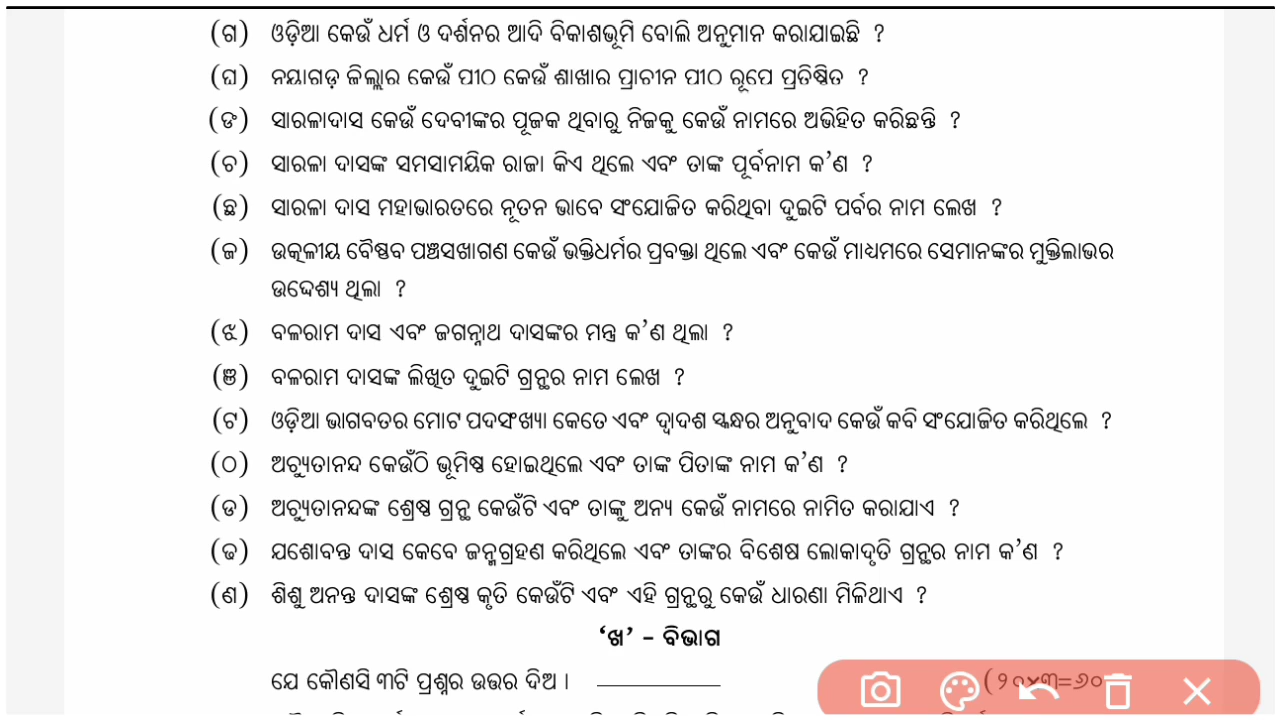 (ଗ) ଓଡ଼ିଆ କେଉଁ ଧର୍ମ ଓ ଦର୍ଶନର ଆଦି ବିକାଶଭୂମି ବୋଲି ଅନୁମାନ କରାଯାଇଛି ?
(ଘ) ନୟାଗଡ଼ ଜିଲ୍ଲାର କେଉଁ ପୀଠ କେଉଁ ଶାଖାର ପ୍ରାଚୀନ ପୀଠ ରୂପେ ପ୍ରତିଷ୍ଠିତ ?
(ଙ) ସାରଳାଦାସ କେଉଁ ଦେବୀଙ୍କର ପୂଜକ ଥିବାରୁ ନିଜକୁ କେଉଁ ନାମରେ ଅଭିହିତ କରିଛନ୍ତି ?
(ଚ) ସାରଳା ଦାସଙ୍କ ସମସାମୟିକ ରାଜା କିଏ ଥିଲେ ଏବଂ ତାଙ୍କ ପୂର୍ବନାମ କ'ଣ ?
(ଛ) ସାରଳା ଦାସ ମହାଭାରତରେ ନୂତନ ଭାବେ ସଂଯୋଜିତ କରିଥିବା ଦୁଇଟି ପର୍ବର ନାମ ଲେଖ ?
(ଜ) ଉତ୍କଳୀୟ ବୈଷ୍ଣବ ପଞ୍ଚସଖାଗଣ କେଉଁ ଭକ୍ତିଧର୍ମର ପ୍ରବକ୍ତା ଥିଲେ ଏବଂ କେଉଁ ମାଧ୍ୟମରେ ସେମାନଙ୍କର ମୁକ୍ତିଲାଭର
ଉଦ୍ଦେଶ୍ୟ ଥିଲା ?
(ଝ) ବଳରାମ ଦାସ ଏବଂ ଜଗନ୍ନାଥ ଦାସଙ୍କର ମନ୍ତ୍ର କ'ଣ ଥିଲା ?
(ଞ) ବଳରାମ ଦାସଙ୍କ ଲିଖିତ ଦୁଇଟି ଗ୍ରନ୍ଥର ନାମ ଲେଖ ?
(ଟ) ଓଡ଼ିଆ ଭାଗବତର ମୋଟ ପଦସଂଖ୍ୟା କେତେ ଏବଂ ଦ୍ୱାଦଶ ସ୍କନ୍ଧର ଅନୁବାଦ କେଉଁ କବି ସଂଯୋଜିତ କରିଥିଲେ ?
(ଠ) ଅଚ୍ୟୁତାନନ୍ଦ କେଉଁଠି ଭୂମିଷ୍ଠ ହୋଇଥିଲେ ଏବଂ ତାଙ୍କ ପିତାଙ୍କ ନାମ କ'ଣ ?
(ଡ) ଅଚ୍ୟୁତାନନ୍ଦଙ୍କ ଶ୍ରେଷ୍ଠ ଗ୍ରନ୍ଥ କେଉଁଟି ଏବଂ ତାଙ୍କୁ ଅନ୍ୟ କେଉଁ ନାମରେ ନାମିତ କରାଯାଏ ?
(ଢ) ଯଶୋବନ୍ତ ଦାସ କେବେ ଜନ୍ମଗ୍ରହଣ କରିଥିଲେ ଏବଂ ତାଙ୍କର ବିଶେଷ ଲୋକାଦୃତି ଗ୍ରନ୍ଥର ନାମ କ'ଣ ?
(ଣ) ଶିଶୁ ଅନନ୍ତ ଦାସଙ୍କ ଶ୍ରେଷ୍ଠ କୃତି କେଉଁଟି ଏବଂ ଏହି ଗ୍ରନ୍ଥରୁ କେଉଁ ଧାରଣା ମିଳିଥାଏ ?
'ଖ' – ବିଭାଗ
ଯେ କୌଣସି ୩ଟି ପ୍ରଶ୍ନର ଉତ୍ତର ଦିଅ ।